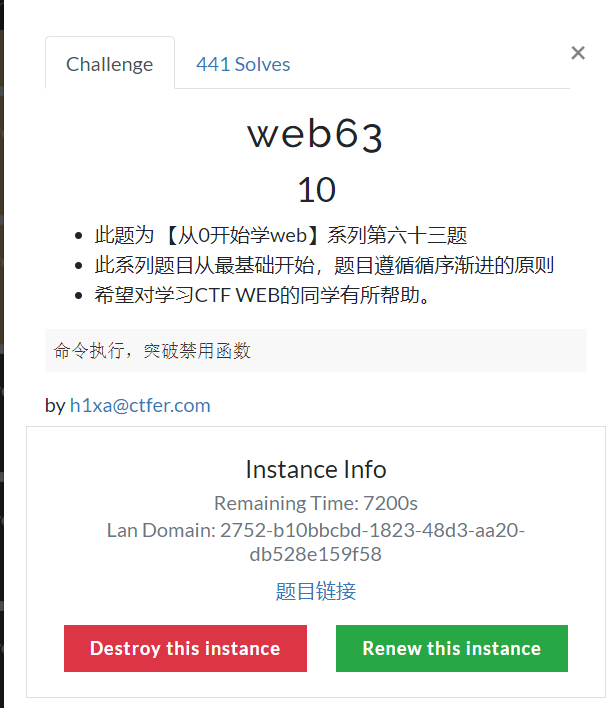 Challenge
441 Solves
×
web63
10
此题为 【从0开始学web】系列第六十三题
此系列题目从最基础开始，题目遵循循序渐进的原则
希望对学习CTF WEB的同学有所帮助。
命令执行，突破禁用函数
by h1xa@ctfer.com
Instance Info
Remaining Time: 7200s
Lan Domain: 2752-b10bbcbd-1823-48d3-aa20-
db528e159f58
题目链接
Destroy this instance
Renew this instance